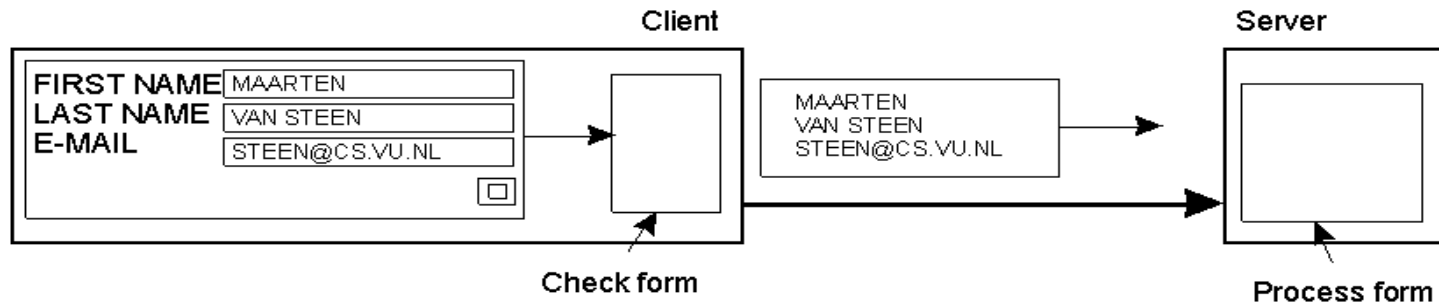 Client
Server
FIRST NAME MAARTEN
LAST NAME VAN STEEN
E-MAIL STEEN@CS.VU.NL
MAARTEN
VAN STEEN
STEEN@CS.VU.NL
Check form
Process form